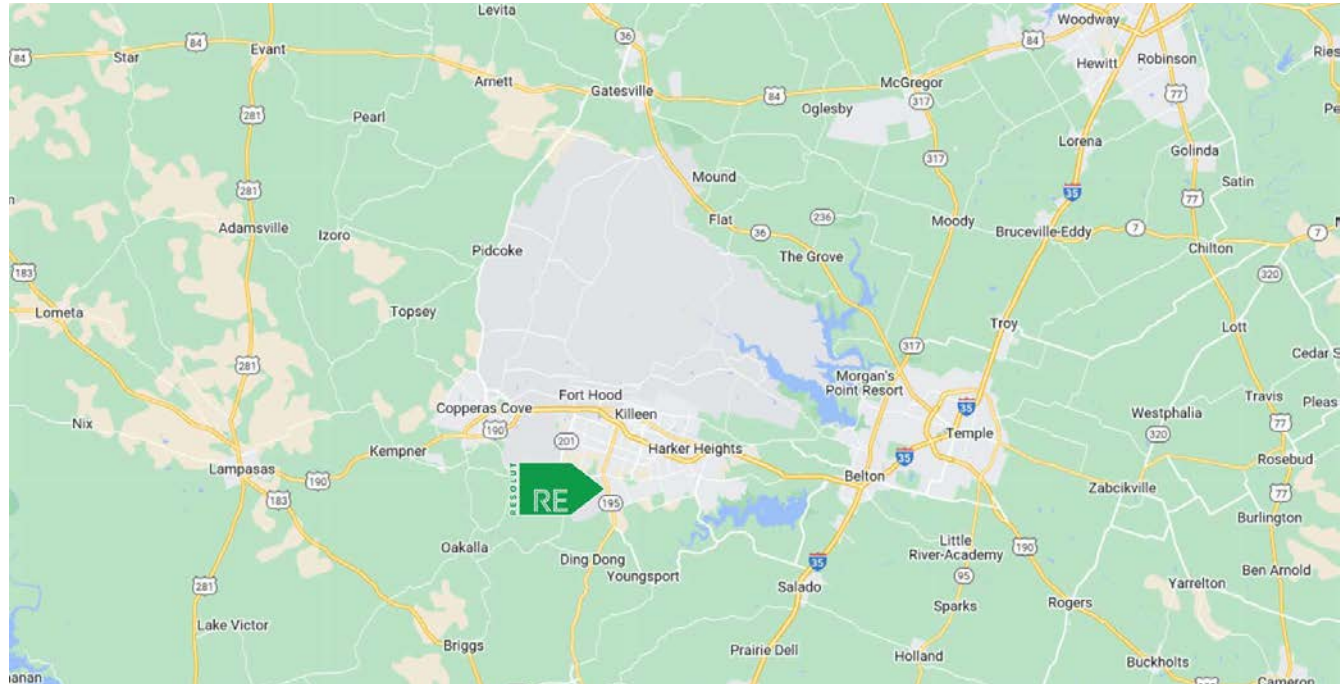 Levita
Woodway
84
Star
84
Evant
36
84
Hewitt
Robinson
Ries
Arnett
Gatesville
84
McGregor
317
77
Oglesby
281
Pearl
Lorena
Golinda
317
Mound
35
Satin
281
77
Adamsville
Izoro
Flat
236
Moody
Bruceville-Eddy
7
7
36
Chilton
Pidcoke
The Grove
183
320
Lometa
Topsey
Troy
Lott
317
Cedar S
281
Morgan's
Point Resort
Fort Hood
35
Travis
Pleas
Copperas Cove
Killeen
Westphalia
77
Nix
190
201
Harker Heights
Temple
320
Kempner
35
Rosebud
Lampasas
190
Belton
RESOLUT
RE
Zabcikville
77
183
195
Burlington
Oakalla
Little
River-Academy
190
Ding Dong
35
Youngsport
95
Ben Arnold
281
Salado
Yarrelton
Sparks
Rogers
Lake Victor
Briggs
Prairie Dell
Holland
Buckholts
anan
Cameron